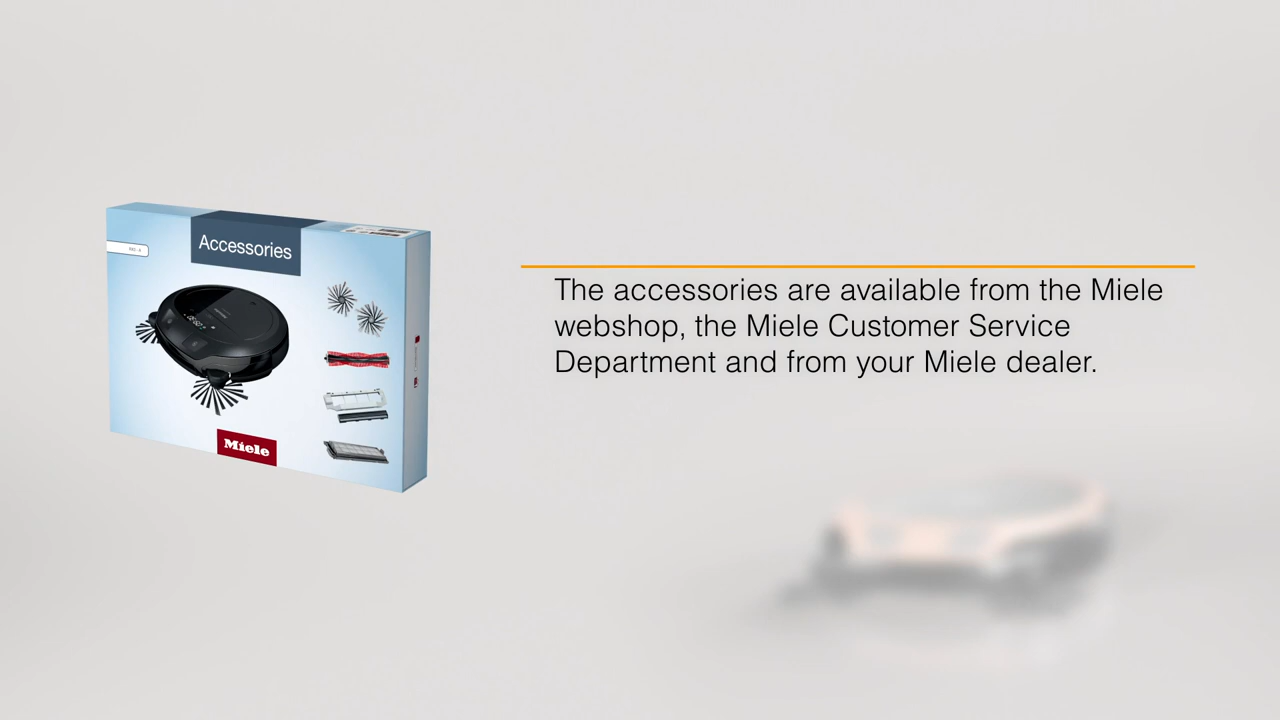 Accessories
Miele
The accessories are available from the Miele
webshop, the Miele Customer Service
Department and from your Miele dealer.